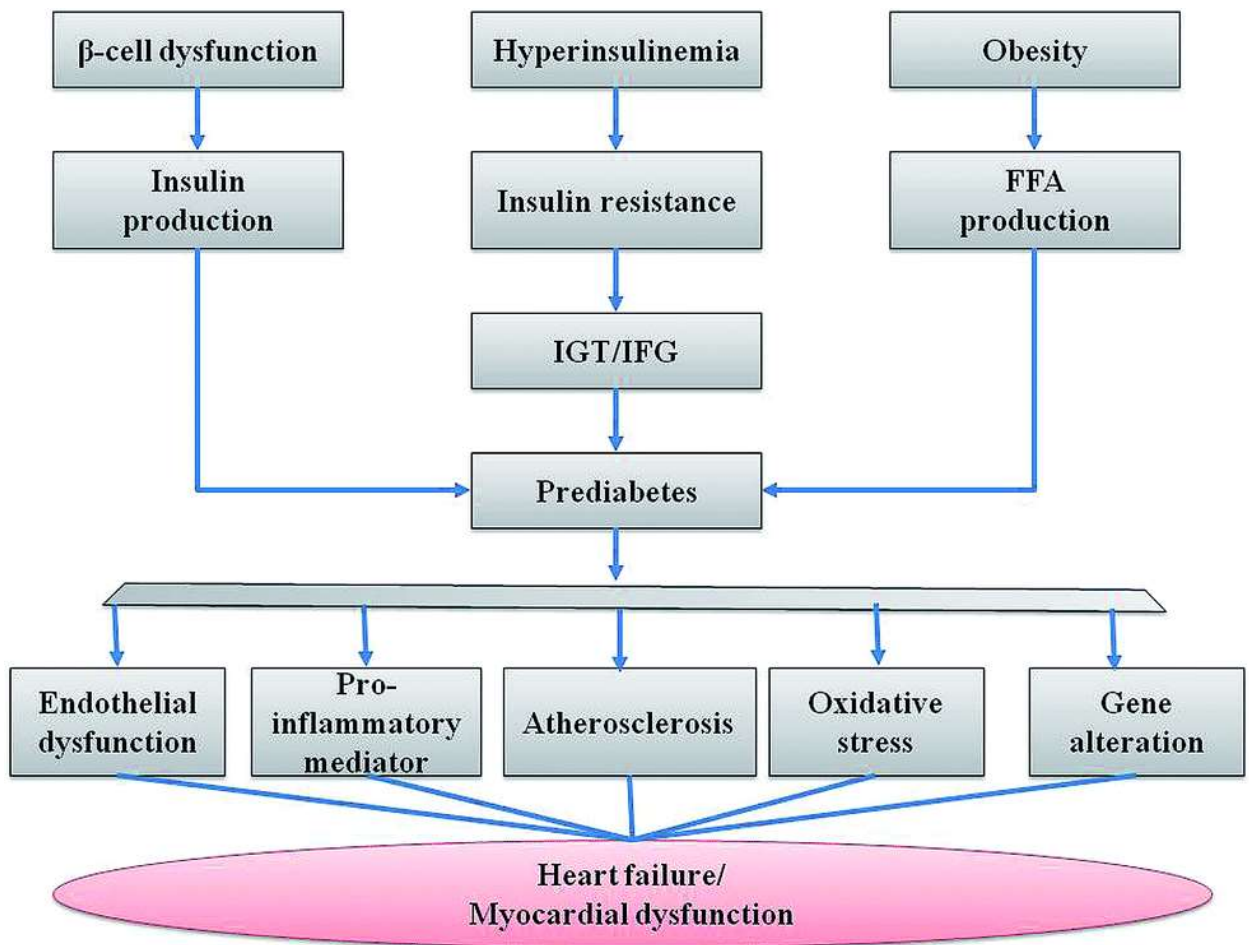 β-cell dysfunction
Hyperinsulinemia
Obesity
Insulin
production
Insulin resistance
FFA
production
IGT/IFG
Prediabetes
Endothelial
dysfunction
Pro-
inflammatory
mediator
Atherosclerosis
Oxidative
stress
Gene
alteration
Heart failure/
Myocardial dysfunction